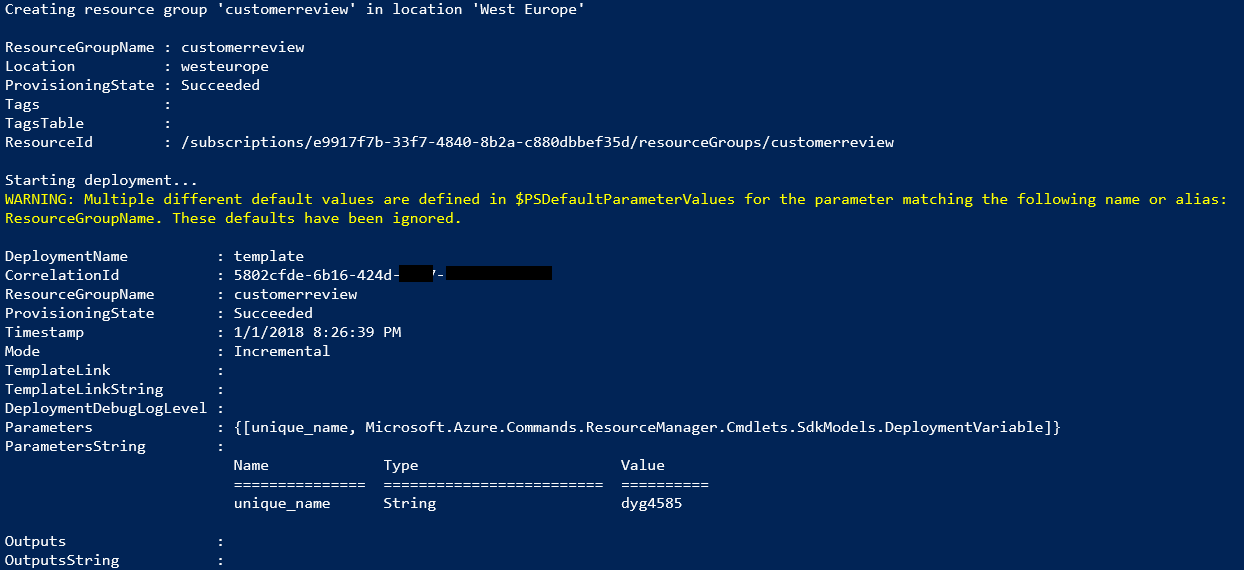 Creating resource group 'customerreview' in location 'West Europe'
ResourceGroupName : customerreview
Location          : westeurope
ProvisioningState : Succeeded
Tags              :
TagsTable         :
ResourceId        : /subscriptions/e9917f7b-33f7-4840-8b2a-c880dbbef35d/resourceGroups/customerreview
Starting deployment...
WARNING: Multiple different default values are defined in $PSDefaultParameterValues for the parameter matching the following name or alias:
ResourceGroupName. These defaults have been ignored.
DeploymentName          : template
CorrelationId           : 5802cfde-6b16-424d- -
ResourceGroupName       : customerreview
ProvisioningState       : Succeeded
Timestamp               : 1/1/2018 8:26:39 PM
Mode                    : Incremental
TemplateLink            :
TemplateLinkString      :
DeploymentDebugLogLevel :
Parameters              : {[unique_name, Microsoft.Azure.Commands.ResourceManager.Cmdlets.SdkModels.DeploymentVariable]}
ParametersString        :
                          Name             Type                       Value
                          ===============  =========================  ==========
                          unique_name      String                     dyg4585
Outputs                 :
OutputsString           :